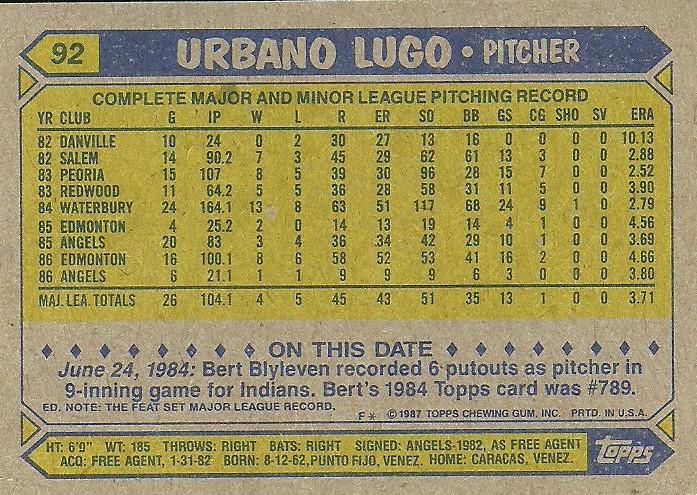 92 URBANO LUGO • PITCHER
COMPLETE MAJOR AND MINOR LEAGUE PITCHING RECORD
YR CLUB G IP W L R ER SO BB GS CG SHO SV ERA
82 DANVILLE 10 24 0 2 30 27 13 16 0 0 0 0 10.13
82 SALEM 14 90.2 7 3 45 29 62 61 13 3 0 0 2.88
83 PEORIA 15 107 8 5 39 30 96 28 15 7 0 0 2.52
83 REDWOOD 11 64.2 5 5 36 28 58 31 11 5 0 0 3.90
84 WATERBURY 24 164.1 13 8 63 51 117 68 24 9 1 0 2.79
85 EDMONTON 4 25.2 2 0 14 13 19 14 4 1 0 0 4.56
85 ANGELS 20 83 3 4 36 34 42 29 10 1 0 0 3.69
86 EDMONTON 16 100.1 8 6 58 52 53 41 16 2 0 0 4.66
86 ANGELS 6 21.1 1 1 9 9 9 6 3 0 0 0 3.80
MAJ. LEA. TOTALS 26 104.1 4 5 45 43 51 35 13 1 0 0 3.71
ON THIS DATE
June 24, 1984: Bert Blyleven recorded 6 putouts as pitcher in
9-inning game for Indians. Bert's 1984 Topps card was #789.
ED. NOTE: THE FEAT SET MAJOR LEAGUE RECORD.
F* © 1987 TOPPS CHEWING GUM, INC. PRTD. IN U.S.A.
HT: 6'9" WT: 185 THROWS: RIGHT BATS: RIGHT SIGNED: ANGELS-1982, AS FREE AGENT
ACQ: FREE AGENT, 1-31-82 BORN: 8-12-62, PUNTO FIJO, VENEZ. HOME: CARACAS, VENEZ.
TOPPS